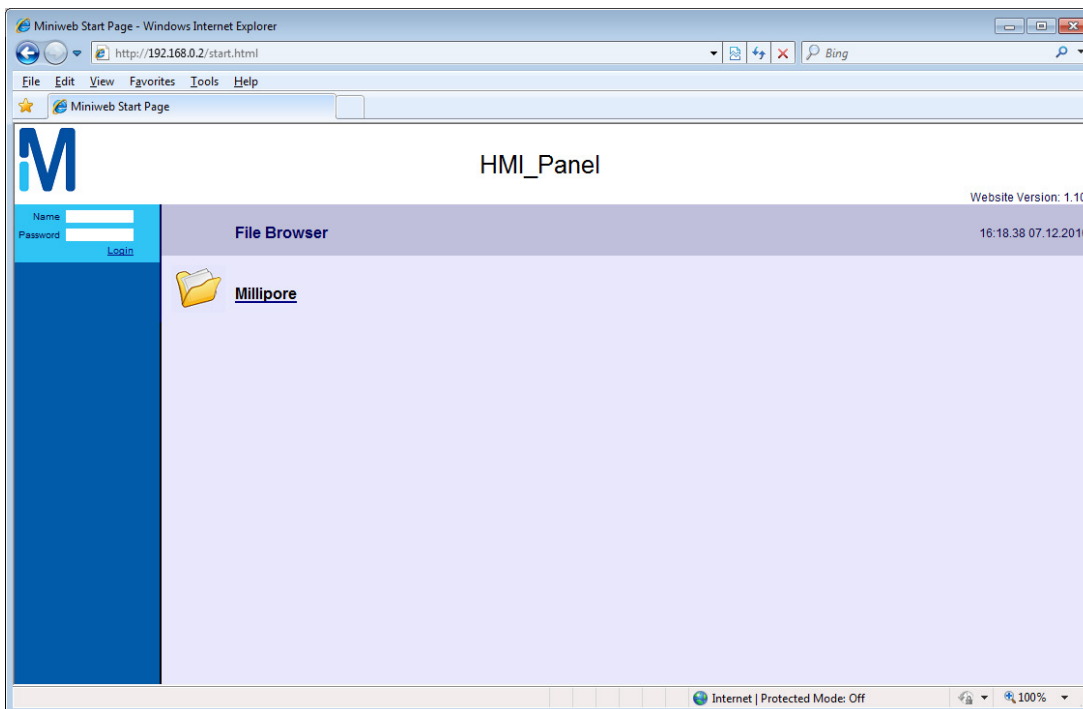 Miniweb Start Page - Windows Internet Explorer
http://192.168.0.2/start.html
Bing
File Edit View Favorites Tools Help
Miniweb Start Page
M
HMI_Panel
Website Version: 1.10
Name
Password
Login
File Browser
16:18.38 07.12.2016
Millipore
Internet | Protected Mode: Off
100%